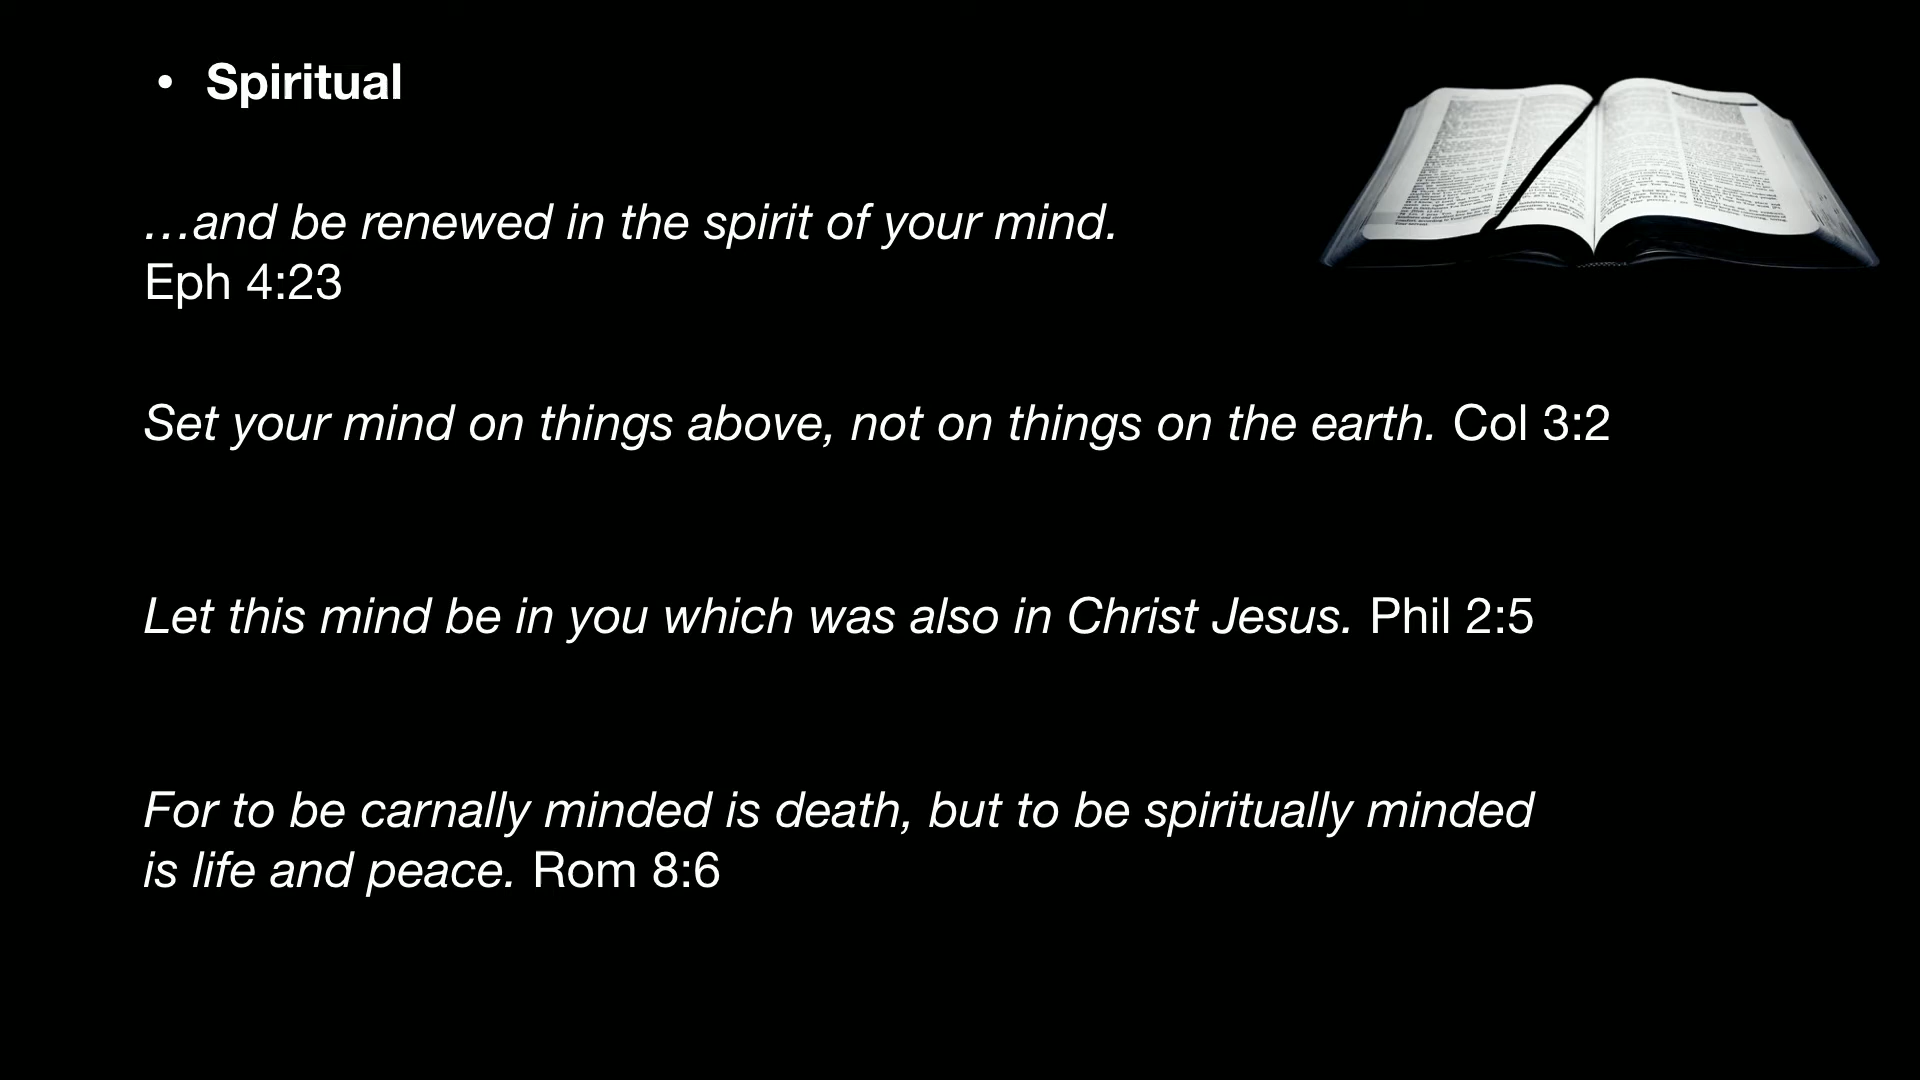 • Spiritual
…and be renewed in the spirit of your mind.
Eph 4:23
Set your mind on things above, not on things on the earth. Col 3:2
Let this mind be in you which was also in Christ Jesus. Phil 2:5
For to be carnally minded is death, but to be spiritually minded
is life and peace. Rom 8:6